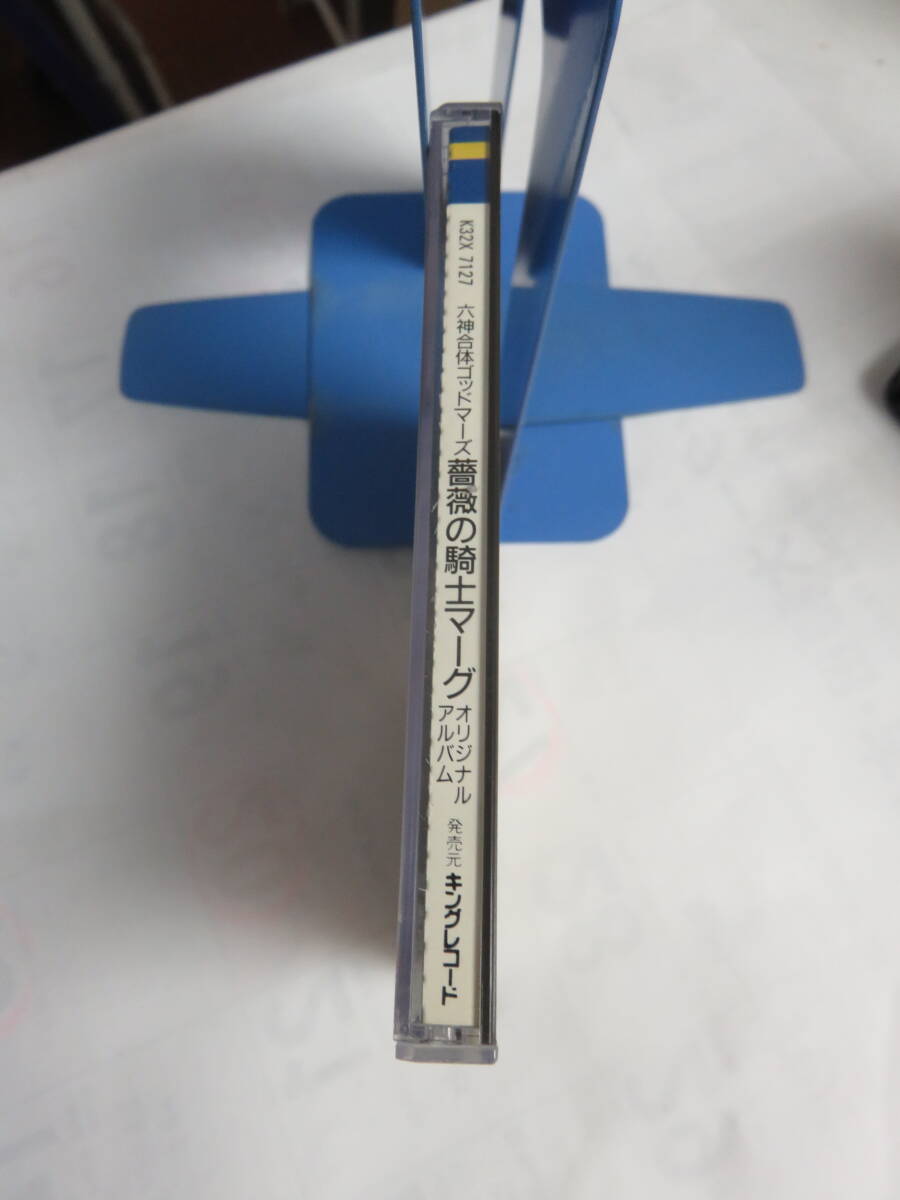 K32X 7127
六神合体ゴッドマーズ
薔薇の騎士マーグ
オリジナル
アルバム
発売元
キングレコード